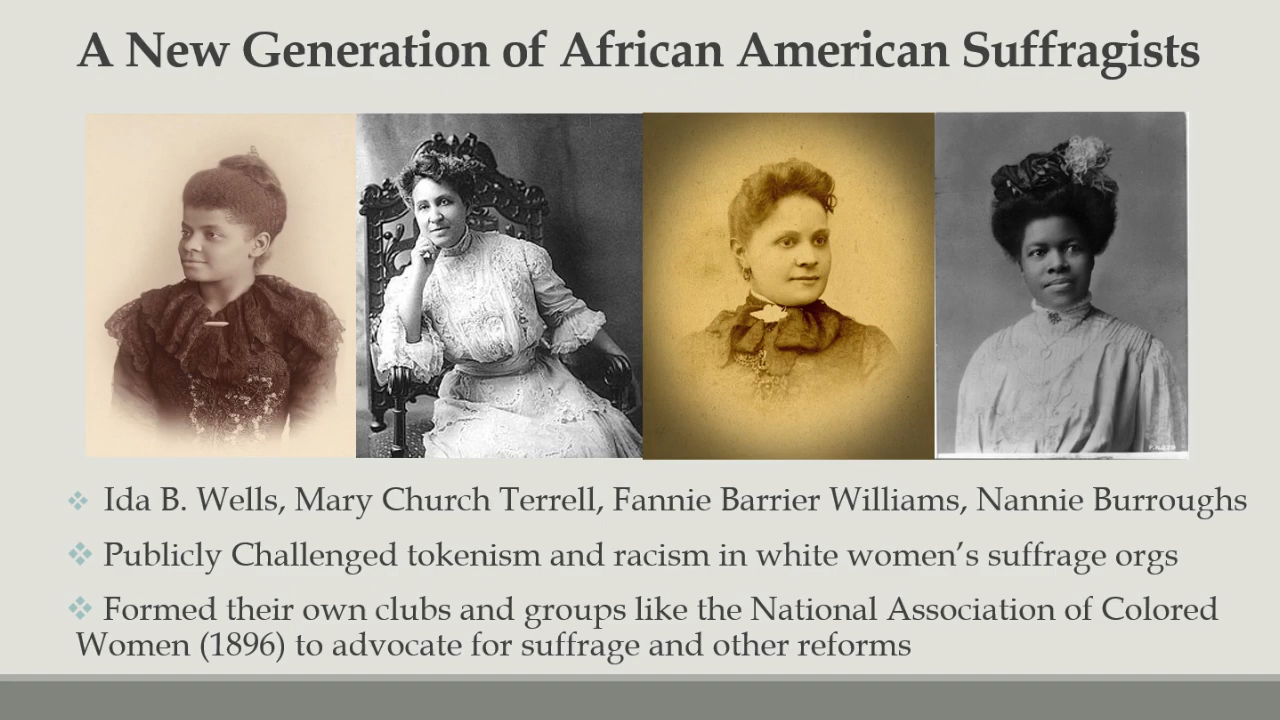 A New Generation of African American Suffragists
Ida B. Wells, Mary Church Terrell, Fannie Barrier Williams, Nannie Burroughs
Publicly Challenged tokenism and racism in white women’s suffrage orgs
Formed their own clubs and groups like the National Association of Colored
Women (1896) to advocate for suffrage and other reforms